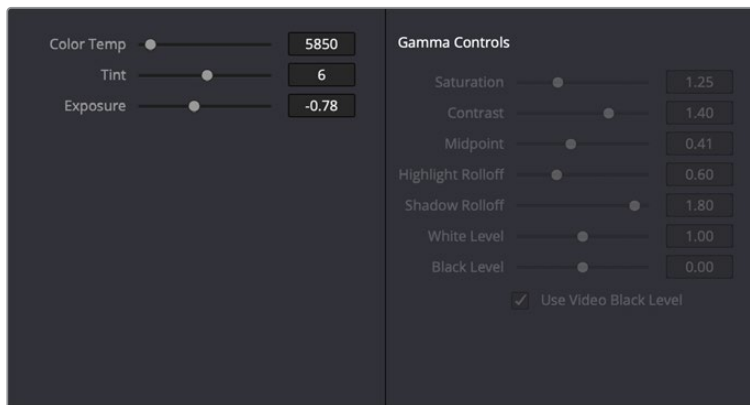 Color Temp 5850
Tint 6
Exposure -0.78
Gamma Controls
Saturation 1.25
Contrast 1.40
Midpoint 0.41
Highlight Rolloff 0.60
Shadow Rolloff 1.80
White Level 1.00
Black Level 0.00
Use Video Black Level